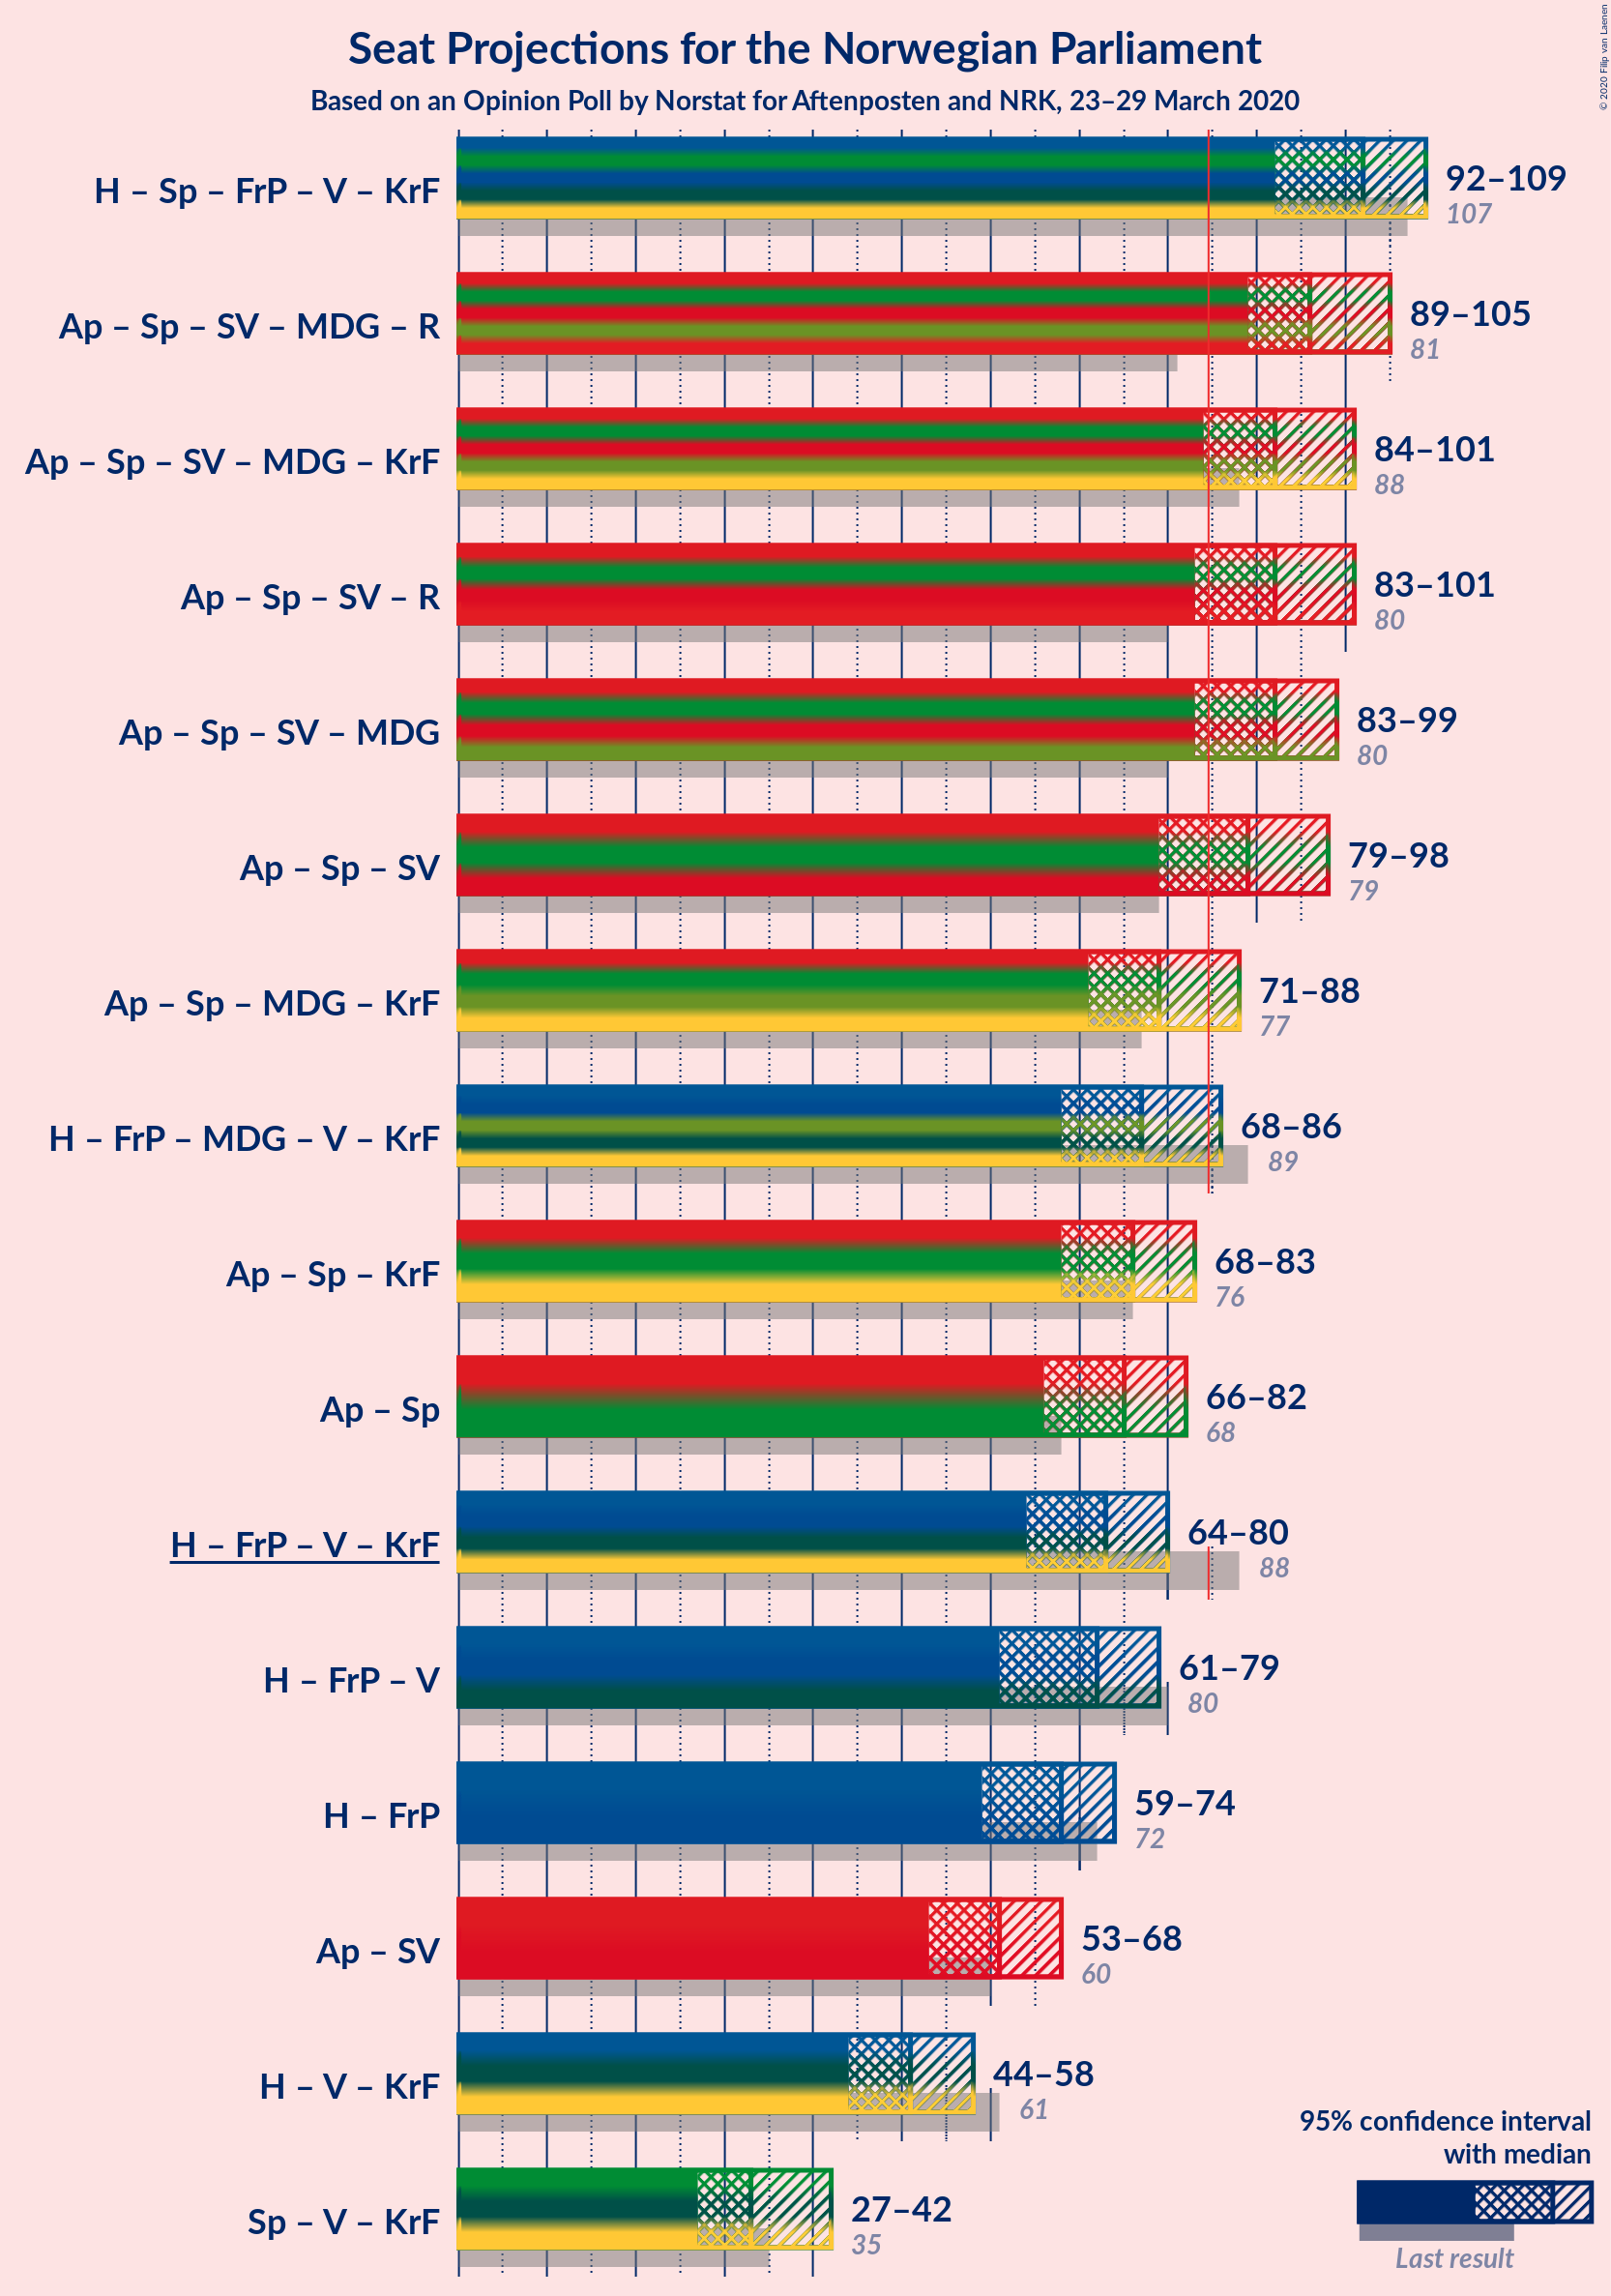 © 2020 Filip van Laenen
Seat Projections for the Norwegian Parliament
Based on an Opinion Poll by Norstat for Aftenposten and NRK, 23–29 March 2020
H – Sp – FrP – V – KrF
92–109
107
Ap – Sp – SV – MDG – R
89–105
81
Ap – Sp – SV – MDG – KrF
84–101
88
Ap – Sp – SV – R
83–101
80
Ap – Sp – SV – MDG
83–99
80
Ap – Sp – SV
79–98
79
Ap – Sp – MDG – KrF
71–88
77
H – FrP – MDG – V – KrF
68–86
89
Ap – Sp – KrF
68–83
76
Ap – Sp
66–82
68
H – FrP – V – KrF
64–80
88
H – FrP – V
61–79
80
H – FrP
59–74
72
Ap – SV
53–68
60
H – V – KrF
44–58
61
Sp – V – KrF
27–42
35
95% confidence interval
with median
Last result